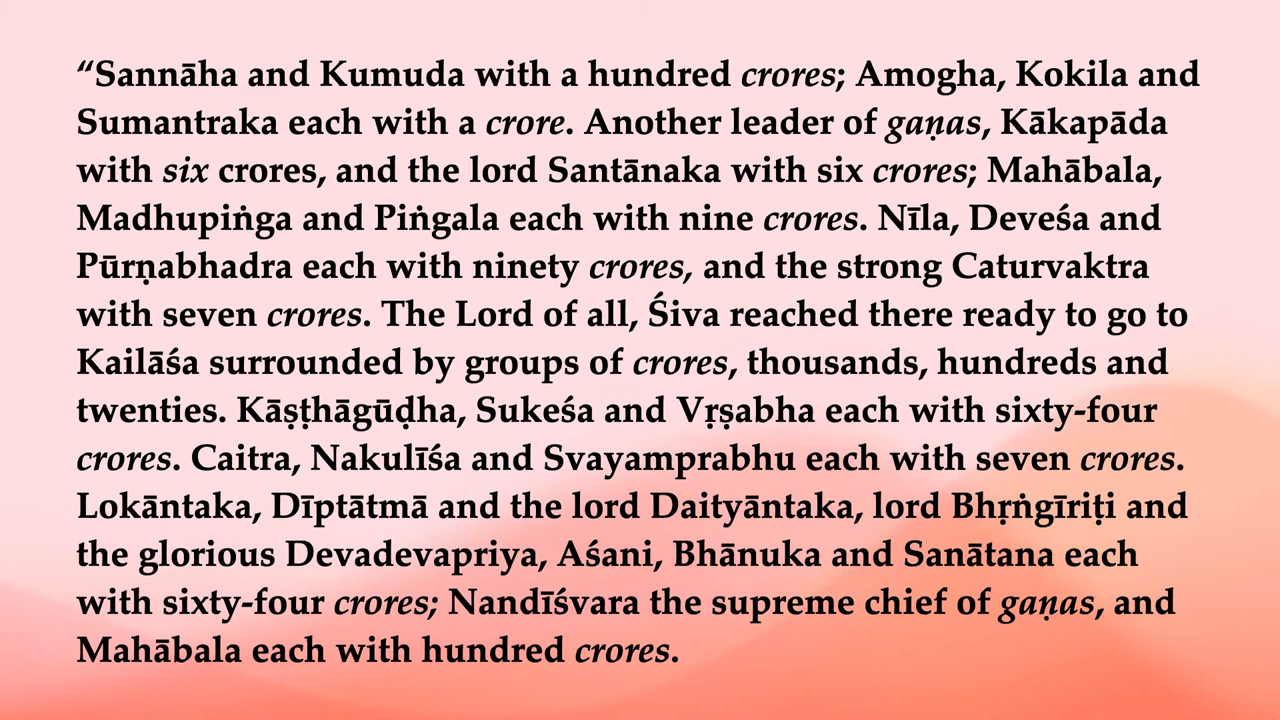 “Sannāha and Kumuda with a hundred crores; Amogha, Kokila and
Sumantraka each with a crore. Another leader of gaṇas, Kākapāda
with six crores, and the lord Santānaka with six crores; Mahābala,
Madhupiṅga and Piṅgala each with nine crores. Nīla, Deveśa and
Pūrṇabhadra each with ninety crores, and the strong Caturvaktra
with seven crores. The Lord of all, Śiva reached there ready to go to
Kailāśa surrounded by groups of crores, thousands, hundreds and
twenties. Kāṣṭhāgūḍha, Sukeśa and Vṛṣabha each with sixty-four
crores. Caitra, Nakulīśa and Svayamprabhu each with seven crores.
Lokāntaka, Dīptātmā and the lord Daityāntaka, lord Bhṛṅgīriṭi and
the glorious Devadevapriya, Aśani, Bhānuka and Sanātana each
with sixty-four crores; Nandīśvara the supreme chief of gaṇas, and
Mahābala each with hundred crores.